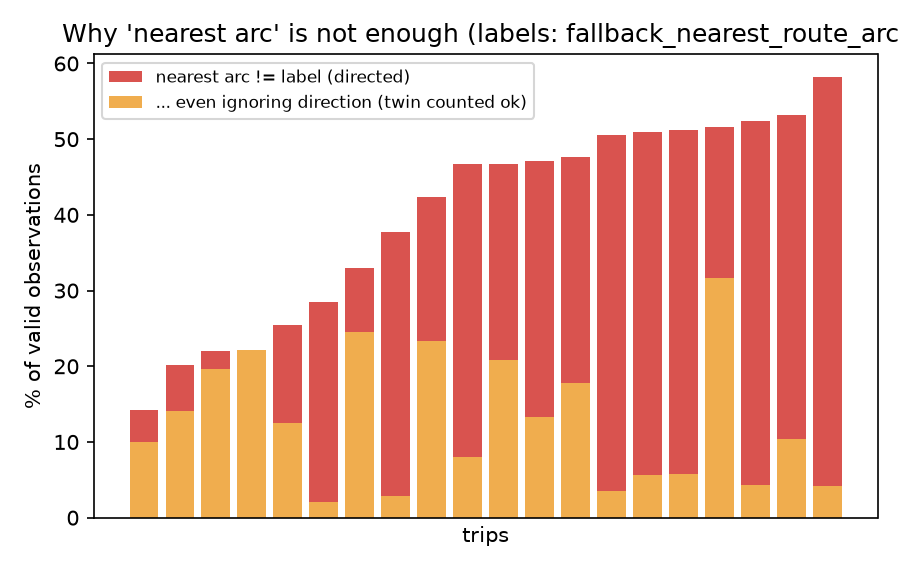 Why 'nearest arc' is not enough (labels: fallback_nearest_route_arc
nearest arc != label (directed)
... even ignoring direction (twin counted ok)
% of valid observations
60
50
40
30
20
10
0
trips